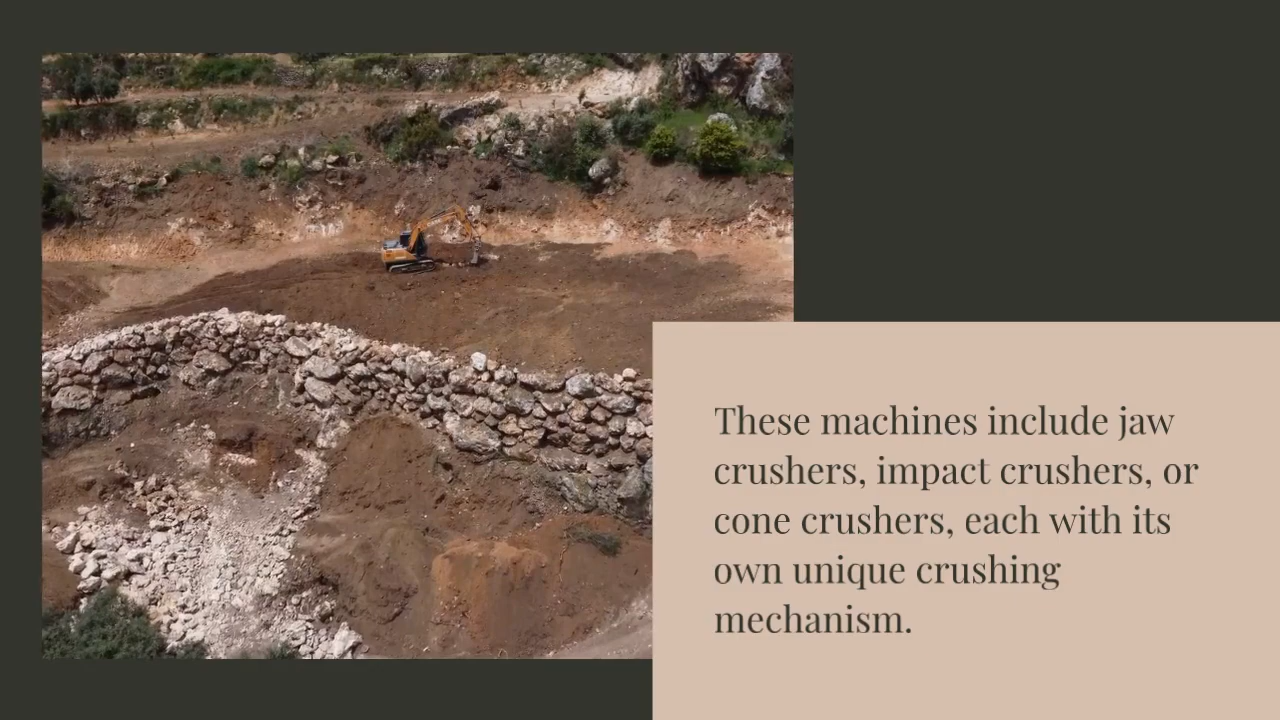 These machines include jaw
crushers, impact crushers, or
cone crushers, each with its
own unique crushing
mechanism.